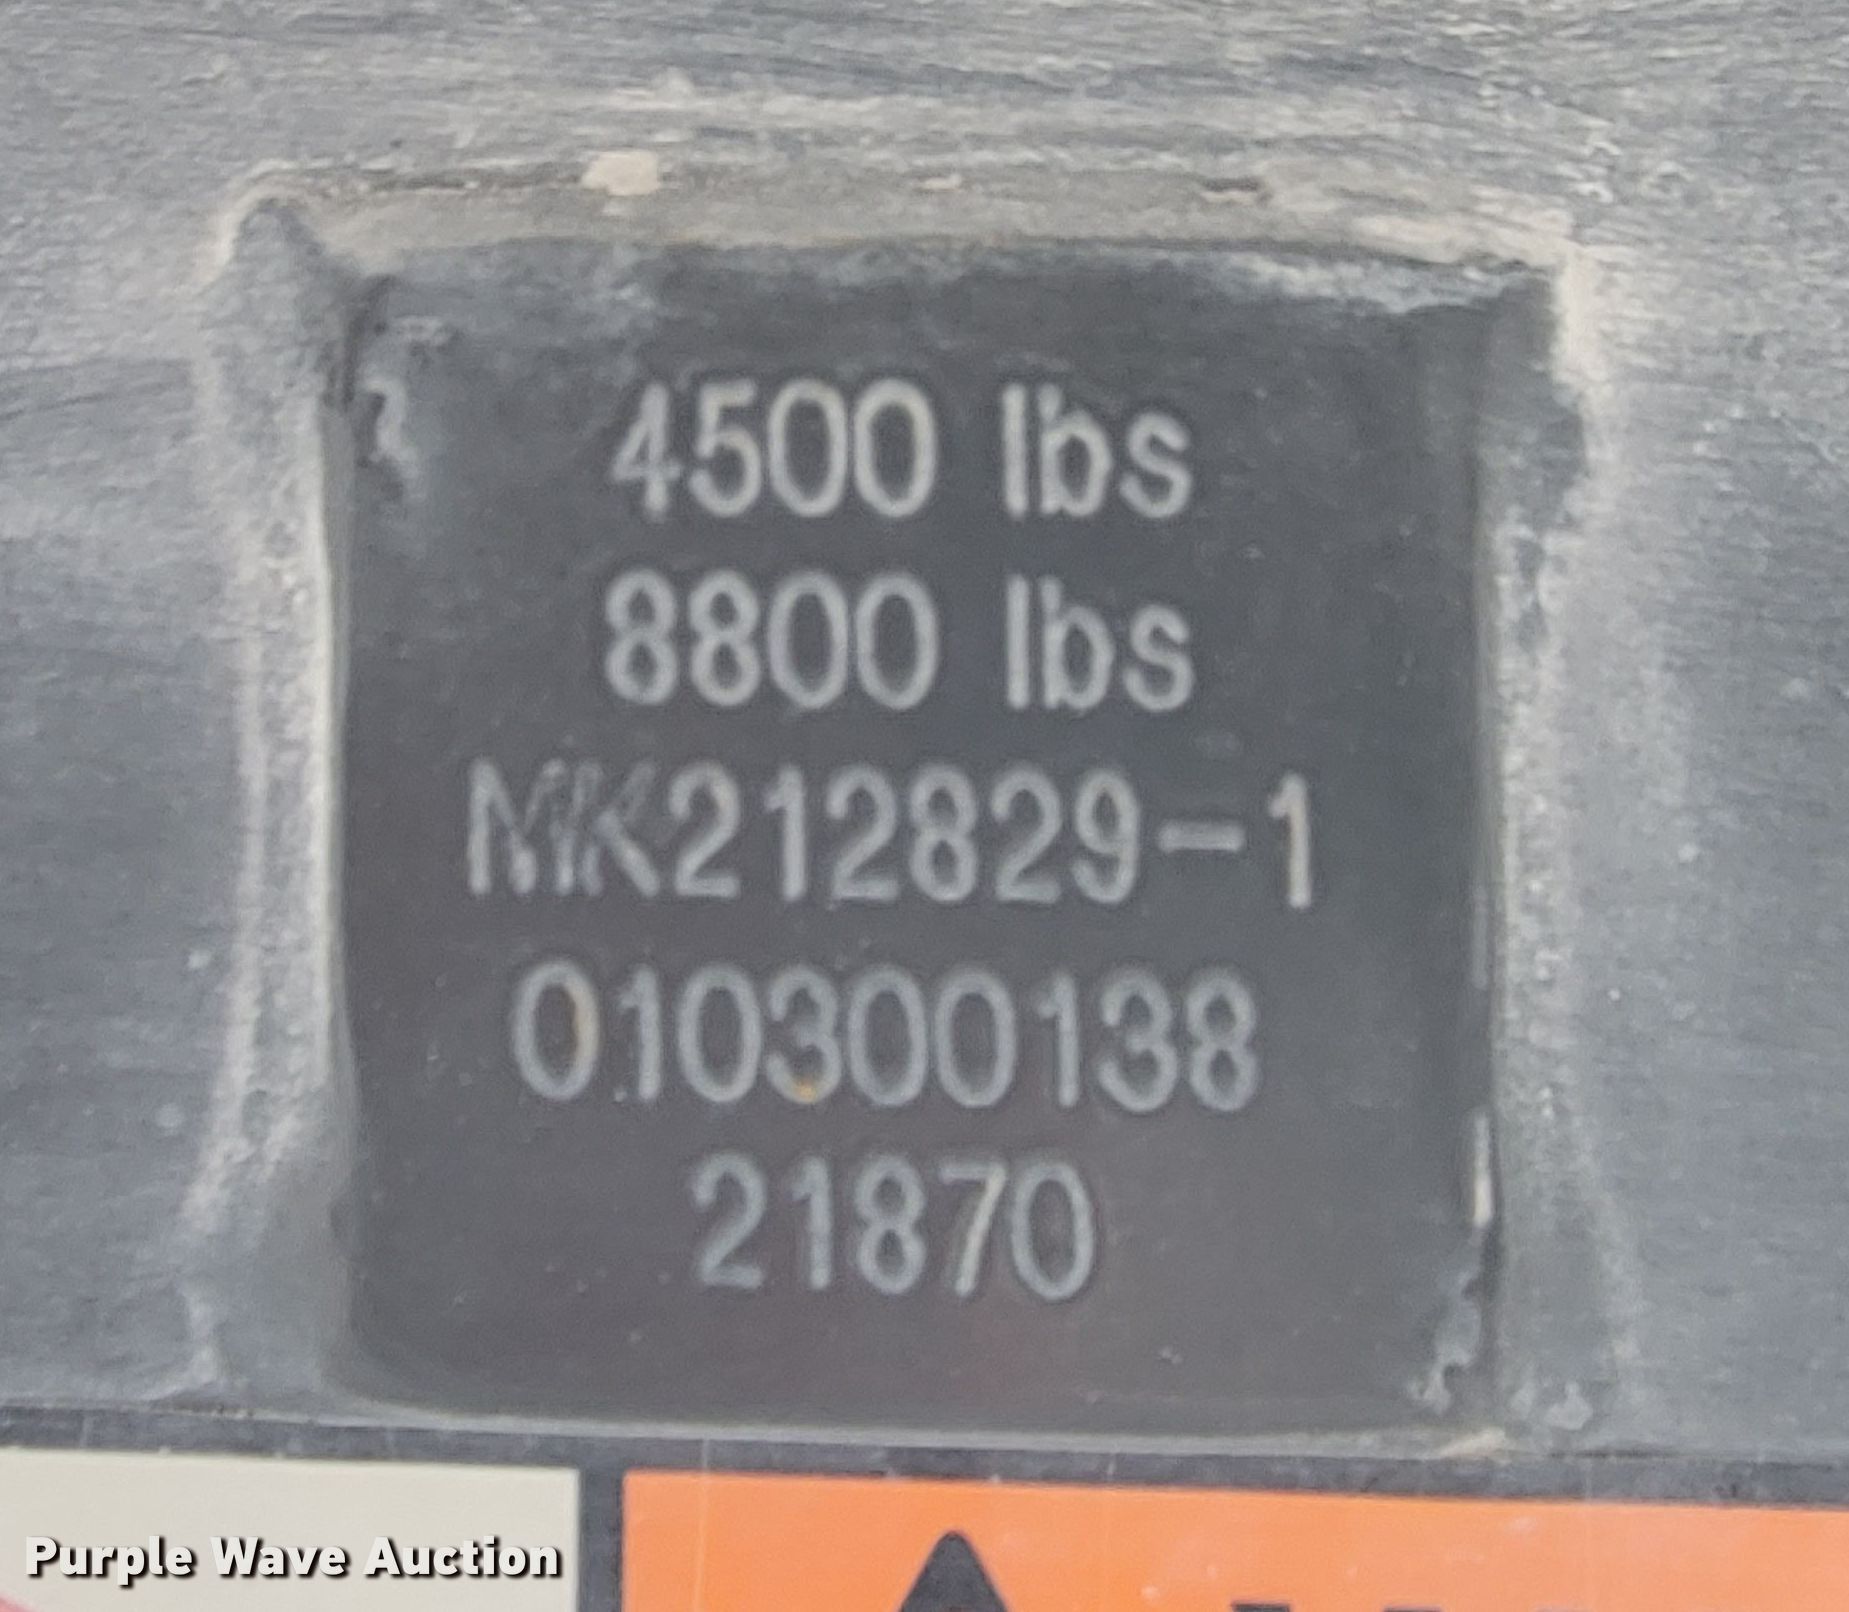 4500 lbs
8800 lbs
MK212829-1
010300138
21870
Purple Wave Auction